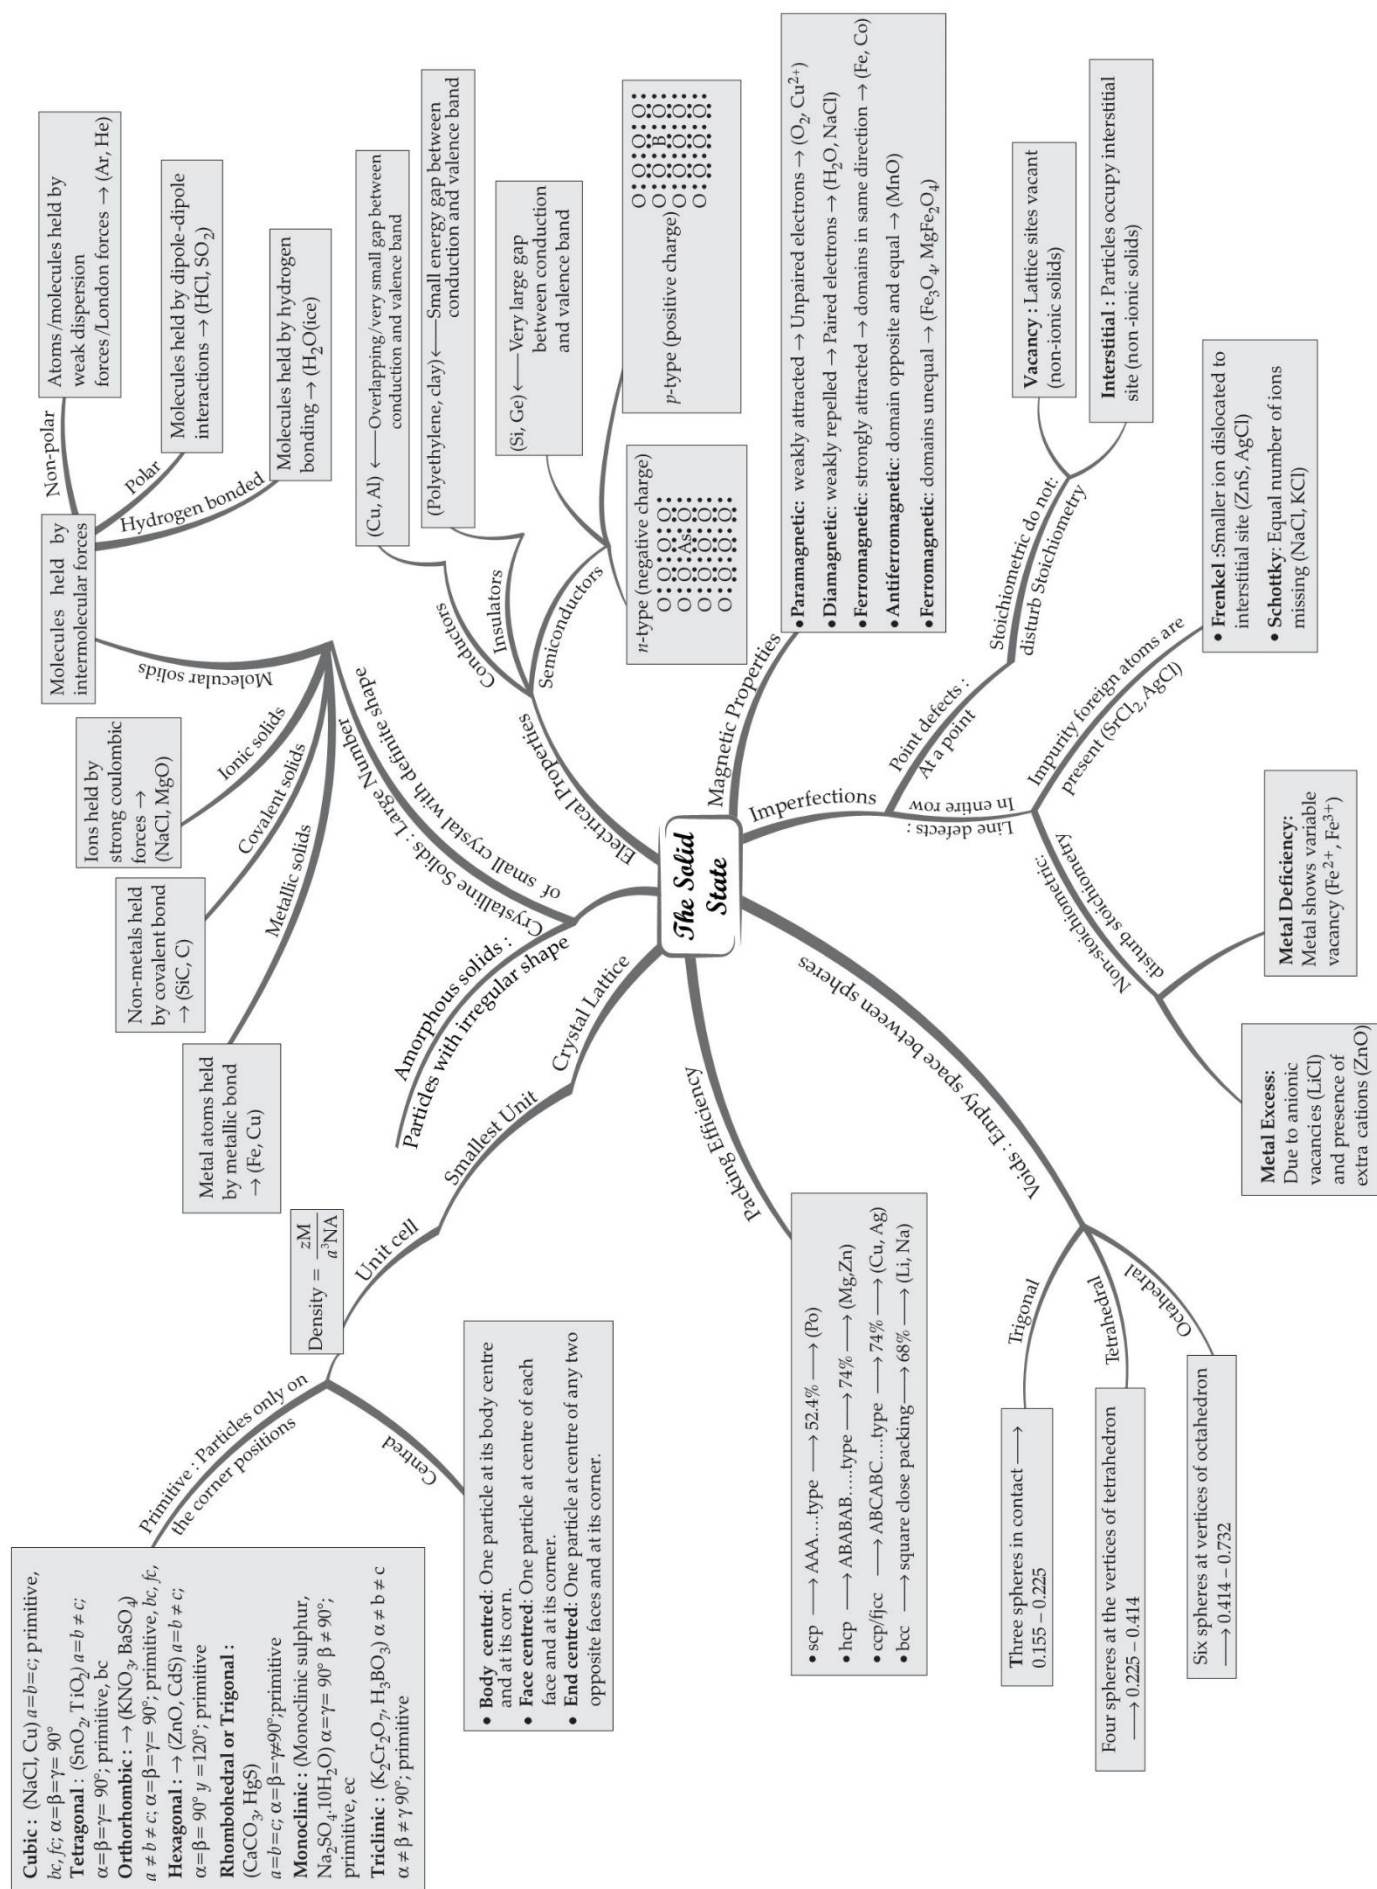 The Solid
State
Crystalline Solids : Large Number
of small crystal with definite shape
Molecular solids
Molecules held by
intermolecular forces
Non-polar
Atoms/molecules held by
weak dispersion
forces/London forces → (Ar, He)
Polar
Molecules held by dipole-dipole
interactions → (HCl, SO₂)
Hydrogen bonded
Molecules held by hydrogen
bonding → (H₂O(ice)
Ionic solids
Ions held by
strong coulombic
forces →
(NaCl, MgO)
Covalent solids
Non-metals held
by covalent bond
→ (SiC, C)
Metallic solids
Metal atoms held
by metallic bond
→ (Fe, Cu)
Amorphous solids :
Particles with irregular shape
Crystal Lattice
Smallest Unit
Unit cell
Density = zM
a³NA
Primitive : Particles only on
the corner positions
Cubic : (NaCl, Cu) a=b=c; primitive,
bc, fc; α=β=γ= 90°
Tetragonal : (SnO₂, TiO₂) a=b ≠ c;
α=β=γ= 90°; primitive, bc
Orthorhombic : → (KNO₃, BaSO₄)
a ≠ b ≠ c; α=β=γ= 90°; primitive, bc, fc,
Hexagonal : → (ZnO, CdS) a=b ≠ c;
α=β= 90° y =120°; primitive
Rhombohedral or Trigonal :
(CaCO₃, HgS)
a=b=c; α=β=γ≠90°;primitive
Monoclinic : (Monoclinic sulphur,
Na₂SO₄.10H₂O) α=γ= 90° β ≠ 90°;
primitive, ec
Triclinic : (K₂Cr₂O₇, H₃BO₃) α ≠ b ≠ c
α ≠ β ≠ γ 90°; primitive
Centred
• Body centred: One particle at its body centre
and at its corn.
• Face centred: One particle at centre of each
face and at its corner.
• End centred: One particle at centre of any two
opposite faces and at its corner.
Electrical Properties
Conductors
(Cu, Al) ←Overlapping/very small gap between
conduction and valence band
Insulators
(Polyethylene, clay)←Small energy gap between
conduction and valence band
Semiconductors
(Si, Ge) ←Very large gap
between conduction
and valence band
n-type (negative charge)
O:O:O:O
O:O:As:O
O:O:O:O
O:O:O:O
p-type (positive charge)
O:O:O:O:
O:O:B:O:
O:O:O:O:
O:O:O:O:
Magnetic Properties
• Paramagnetic: weakly attracted → Unpaired electrons → (O₂, Cu²⁺)
• Diamagnetic: weakly repelled → Paired electrons → (H₂O, NaCl)
• Ferromagnetic: strongly attracted → domains in same direction → (Fe, Co)
• Antiferromagnetic: domain opposite and equal → (MnO)
• Ferromagnetic: domains unequal → (Fe₃O₄, MgFe₂O₄)
Imperfections
Point defects :
At a point
Stoichiometric do not:
disturb Stoichiometry
Vacancy : Lattice sites vacant
(non-ionic solids)
Interstitial : Particles occupy interstitial
site (non -ionic solids)
Line defects :
In entire row
Impurity foreign atoms are
present (SrCl₂,AgCl)
• Frenkel :Smaller ion dislocated to
interstitial site (ZnS, AgCl)
• Schottky: Equal number of ions
missing (NaCl, KCl)
Non-stoichiometric:
disturb stoichiometry
Metal Deficiency:
Metal shows variable
vacancy (Fe²⁺, Fe³⁺)
Metal Excess:
Due to anionic
vacancies (LiCl)
and presence of
extra cations (ZnO)
Packing Efficiency
• scp → AAA....type → 52.4% → (Po)
• hcp → ABABAB....type → 74% → (Mg,Zn)
• ccp/fjcc → ABCABC....type → 74% → (Cu, Ag)
• bcc → square close packing → 68% → (Li, Na)
Voids : Empty space between spheres
Trigonal
Three spheres in contact →
0.155 – 0.225
Tetrahedral
Four spheres at the vertices of tetrahedron
→ 0.225 – 0.414
Octahedral
Six spheres at vertices of octahedron
→ 0.414 – 0.732